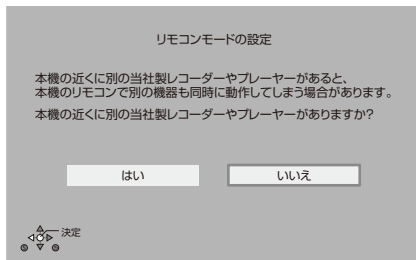 リモコンモードの設定
本機の近くに別の当社製レコーダーやプレーヤーがあると、
本機のリモコンで別の機器も同時に動作してしまう場合があります。
本機の近くに別の当社製レコーダーやプレーヤーがありますか?
はい
いいえ
決定